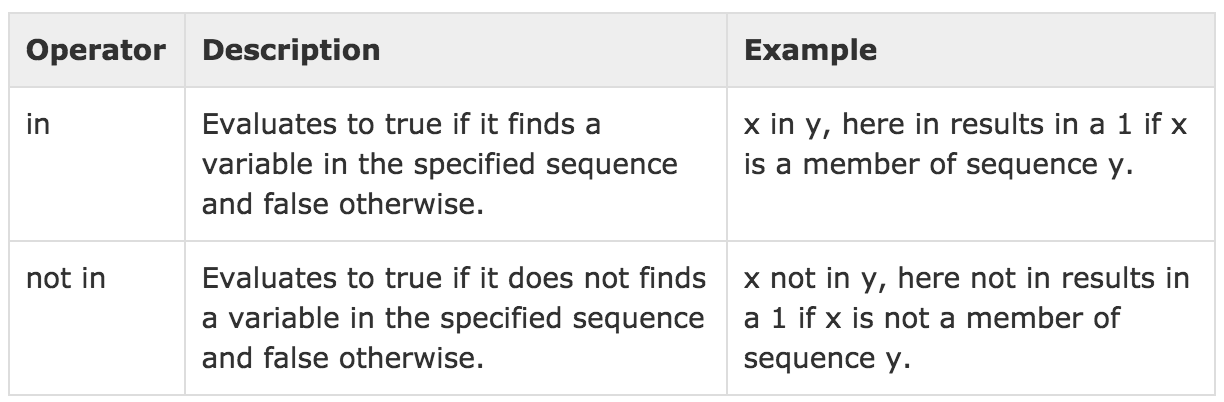 Operator Description Example
in
Evaluates to true if it finds a
variable in the specified sequence
and false otherwise.
x in y, here in results in a 1 if x
is a member of sequence y.
not in
Evaluates to true if it does not finds
a variable in the specified sequence
and false otherwise.
x not in y, here not in results in
a 1 if x is not a member of
sequence y.